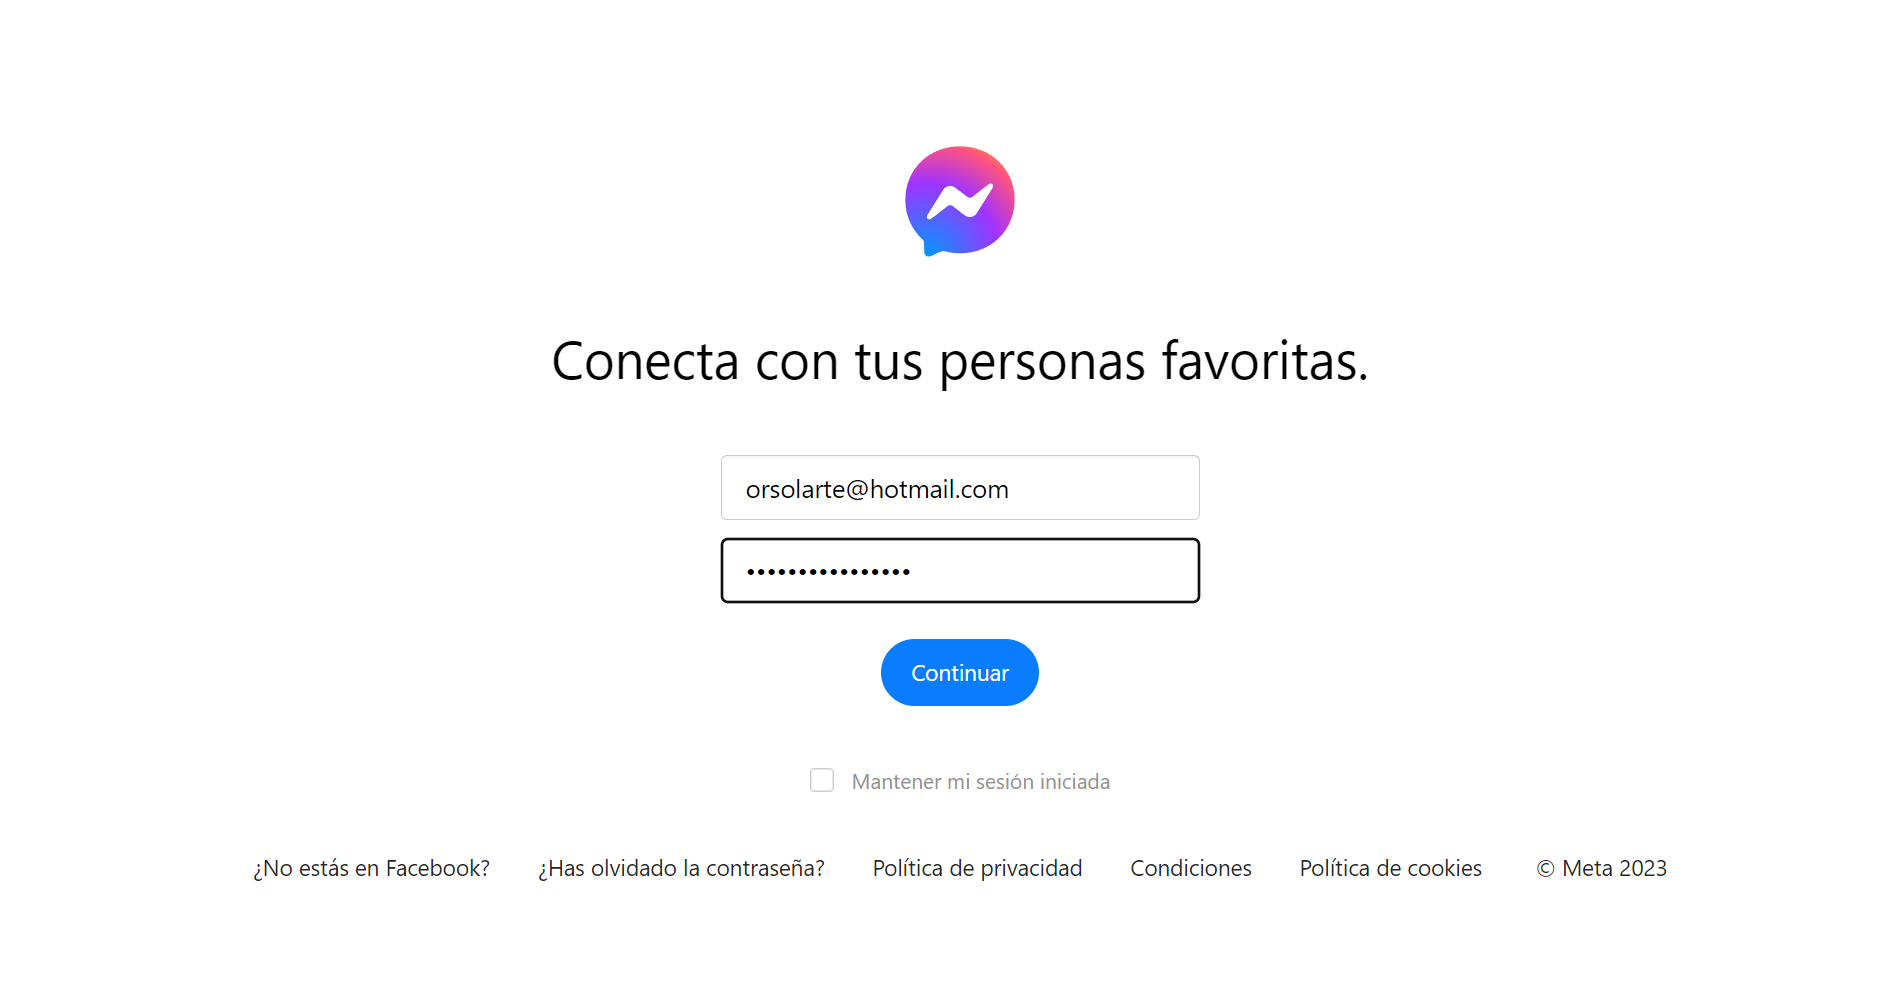 Conecta con tus personas favoritas.
orsolarte@hotmail.com
••••••••••••••••
Continuar
Mantener mi sesión iniciada
¿No estás en Facebook? ¿Has olvidado la contraseña? Política de privacidad Condiciones Política de cookies © Meta 2023